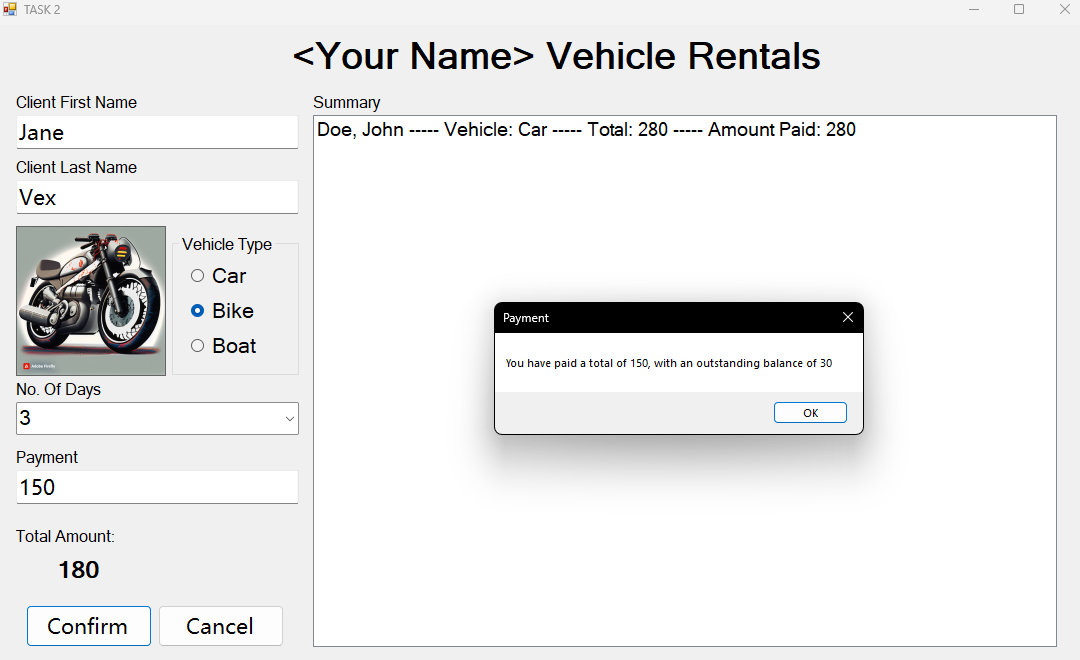 TASK 2
<Your Name> Vehicle Rentals
Client First Name
Jane
Client Last Name
Vex
Vehicle Type
Car
Bike
Boat
Adobe Firefly
No. Of Days
3
Payment
150
Total Amount:
180
Confirm
Cancel
Summary
Doe, John ----- Vehicle: Car ----- Total: 280 ----- Amount Paid: 280
Payment
You have paid a total of 150, with an outstanding balance of 30
OK